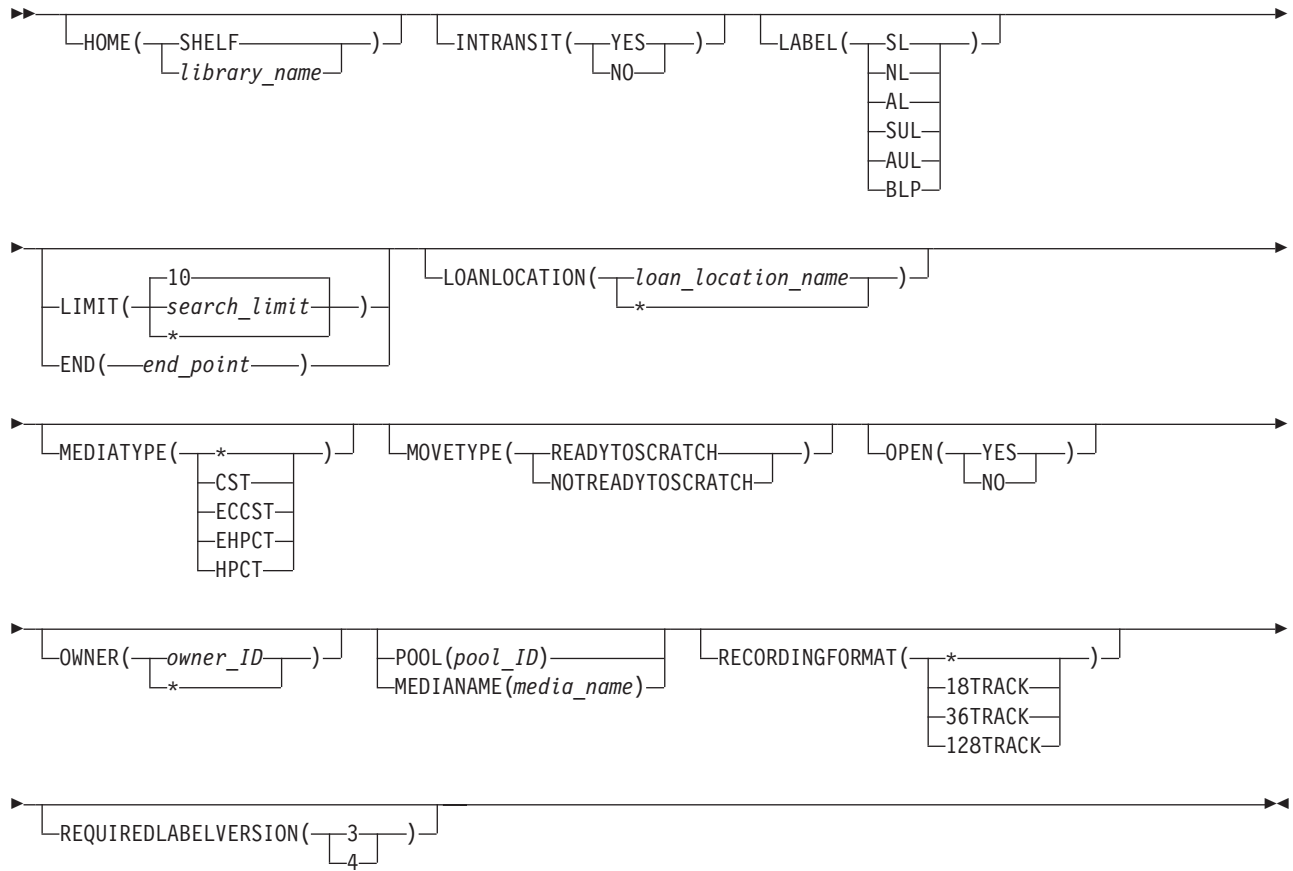 HOME( SHELF )
library_name
INTRANSIT( YES )
NO
LABEL( SL )
NL
AL
SUL
AUL
BLP
LIMIT( 10
search_limit )
*
END( end_point )
LOANLOCATION( loan_location_name )
*
MEDIATYPE( * )
CST
ECCST
EHPCT
HPCT
MOVETYPE( READYTOSCRATCH )
NOTREADYTOSCRATCH
OPEN( YES )
NO
OWNER( owner_ID )
*
POOL(pool_ID)
MEDIANAME(media_name)
RECORDINGFORMAT( * )
18TRACK
36TRACK
128TRACK
REQUIREDLABELVERSION( 3 )
4